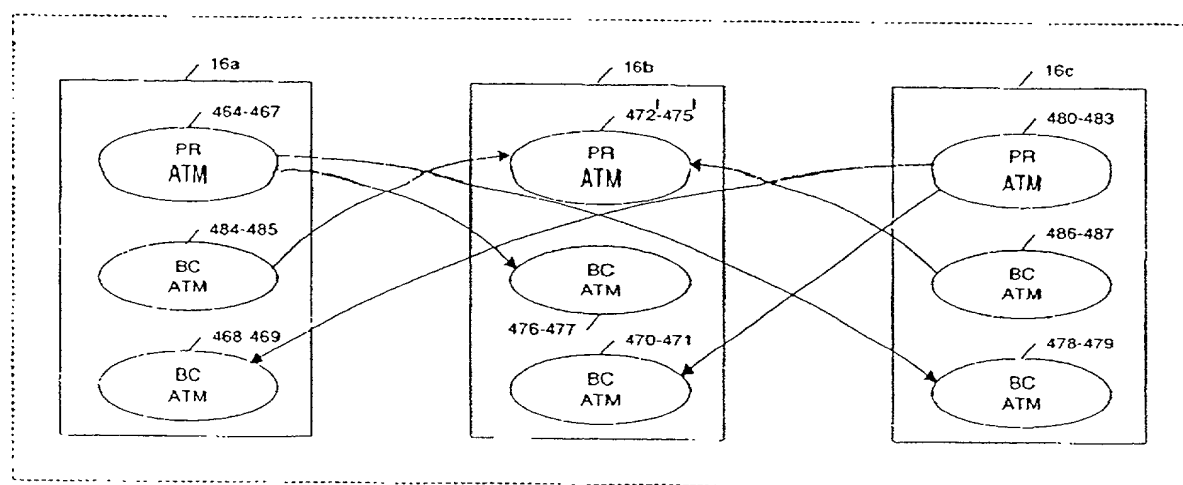 16a
16b
16c
464-467
PR
ATM
472'-475'
PR
ATM
480-483
PR
ATM
484-485
BC
ATM
BC
ATM
476-477
486-487
BC
ATM
468-469
BC
ATM
470-471
BC
ATM
478-479
BC
ATM